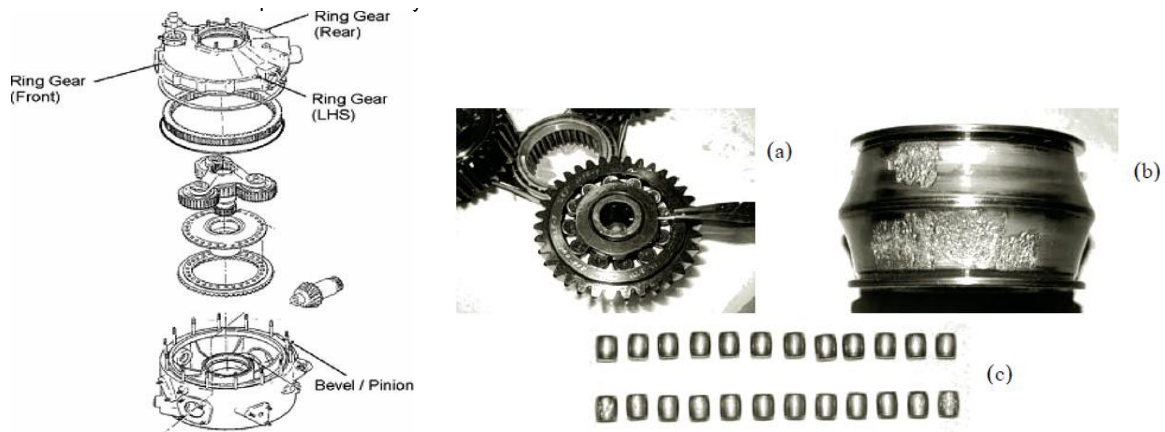 Ring Gear
(Rear)
Ring Gear
(Front)
Ring Gear
(LHS)
Bevel / Pinion
(a)
(b)
(c)